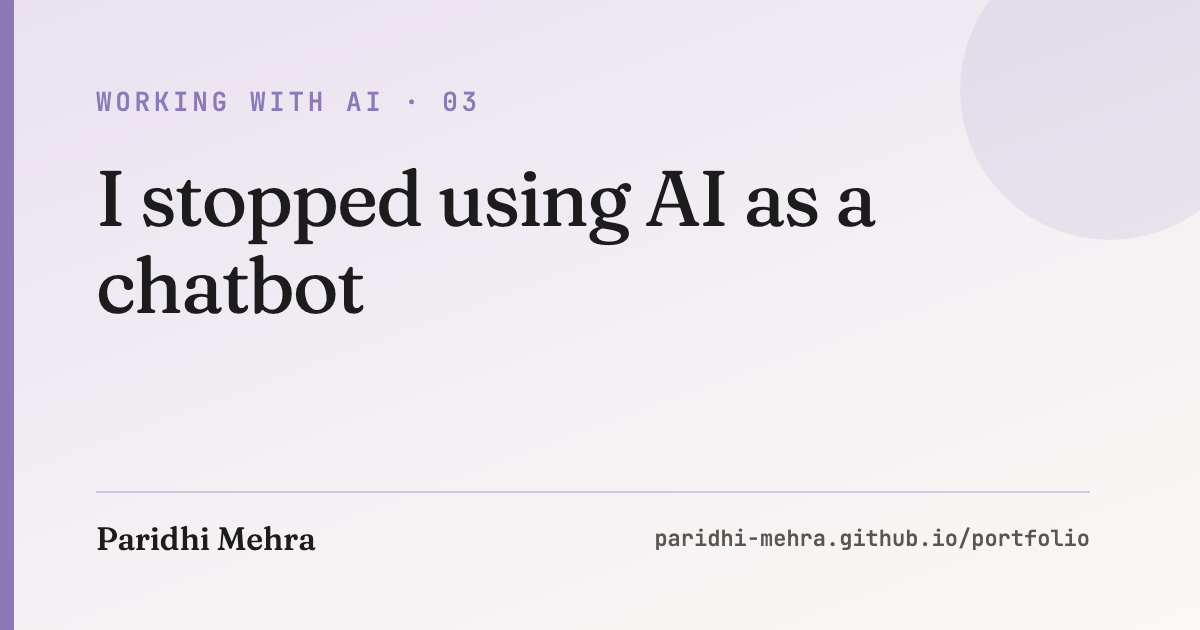 WORKING WITH AI · 03
I stopped using AI as a
chatbot
Paridhi Mehra
paridhi-mehra.github.io/portfolio